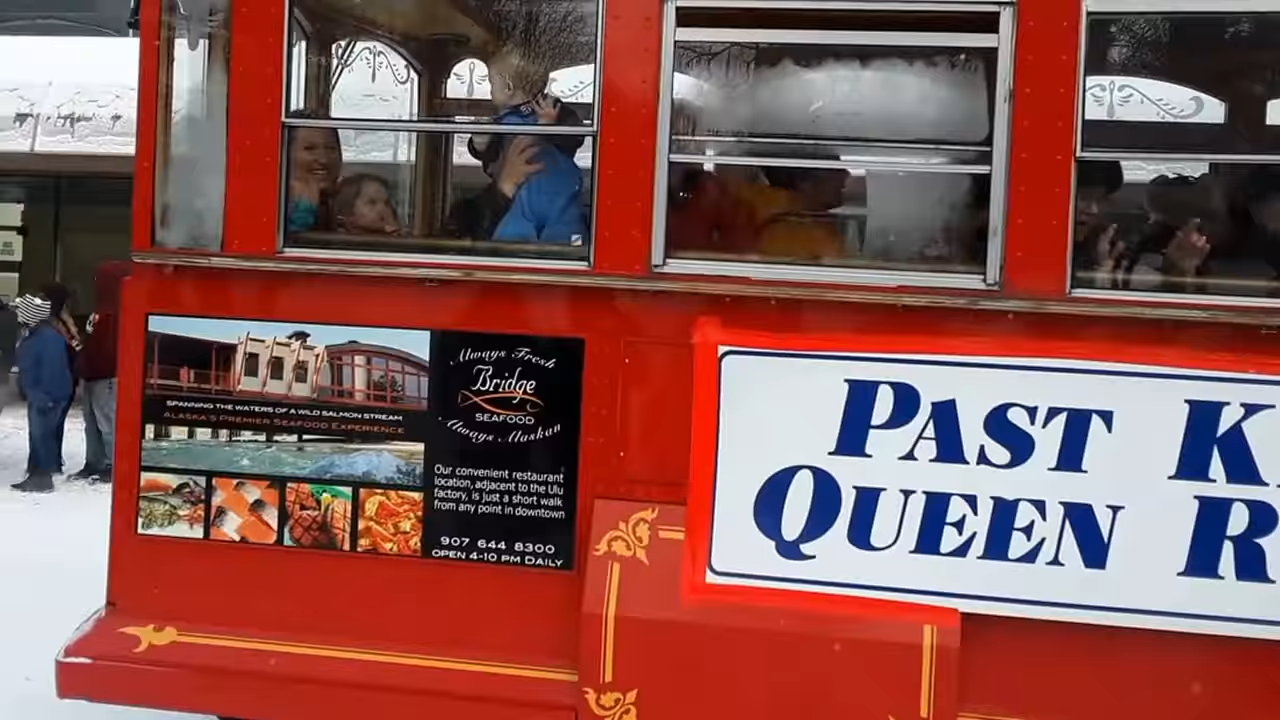 SPANNING THE WATERS OF A WILD SALMON STREAM
ALASKA'S PREMIER SEAFOOD EXPERIENCE
Always Fresh
Bridge
SEAFOOD
Always Alaskan
Our convenient restaurant
location, adjacent to the Ulu
factory, is just a short walk
from any point in downtown
907 644 8300
OPEN 4-10 PM DAILY
PAST K
QUEEN R